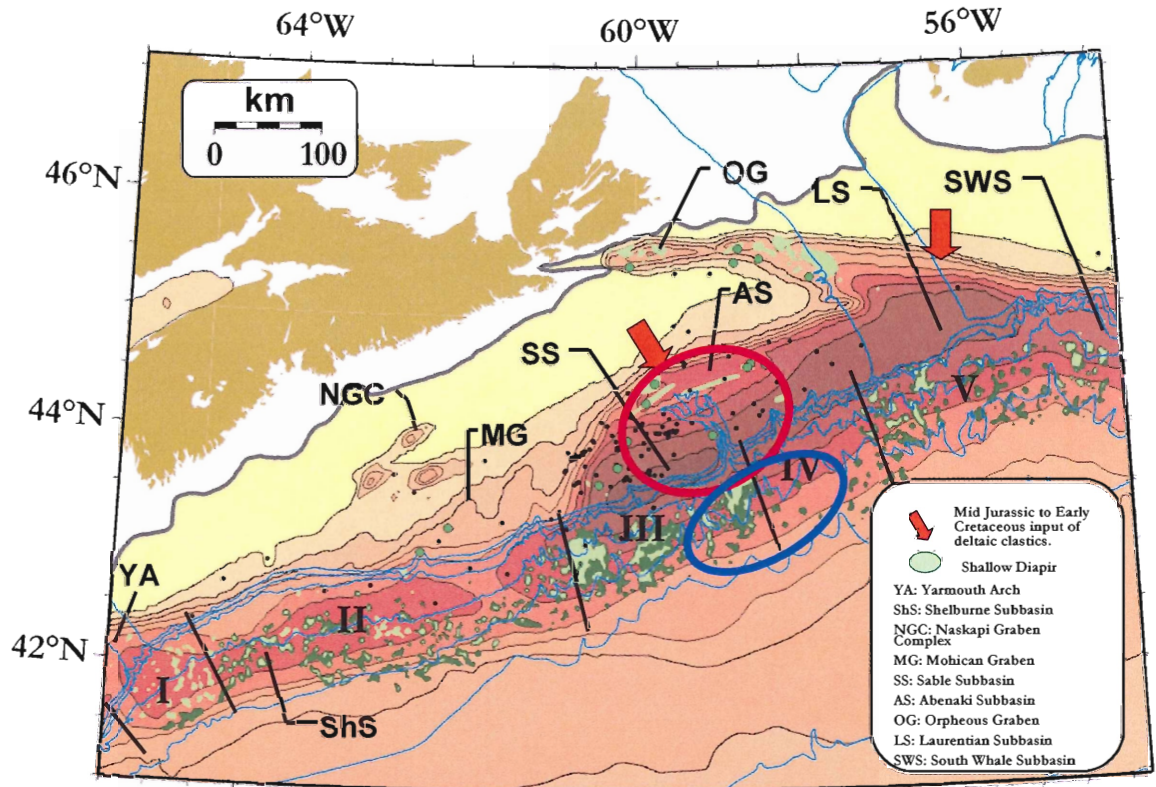 64°W
60°W
56°W
km
0 100
46°N
OG
LS
SWS
AS
SS
44°N
NGC
MG
V
IV
III
YA
II
42°N
I
ShS
Mid Jurassic to Early
Cretaceous input of
deltaic clastics.
Shallow Diapir
YA: Yarmouth Arch
ShS: Shelburne Subbasin
NGC: Naskapi Graben
Complex
MG: Mohican Graben
SS: Sable Subbasin
AS: Abenaki Subbasin
OG: Orpheous Graben
LS: Laurentian Subbasin
SWS: South Whale Subbasin